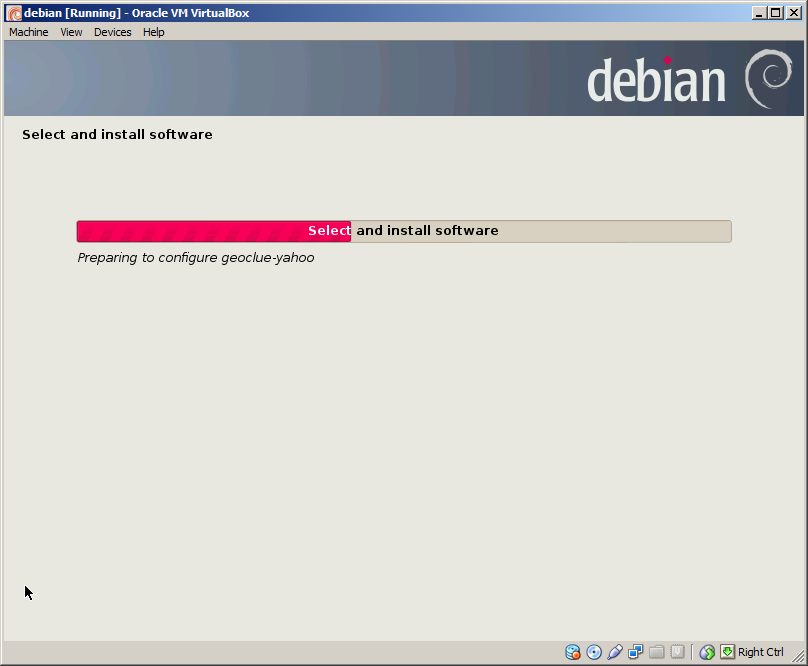 debian [Running] - Oracle VM VirtualBox
Machine View Devices Help
debian
Select and install software
Select and install software
Preparing to configure geoclue-yahoo
Right Ctrl